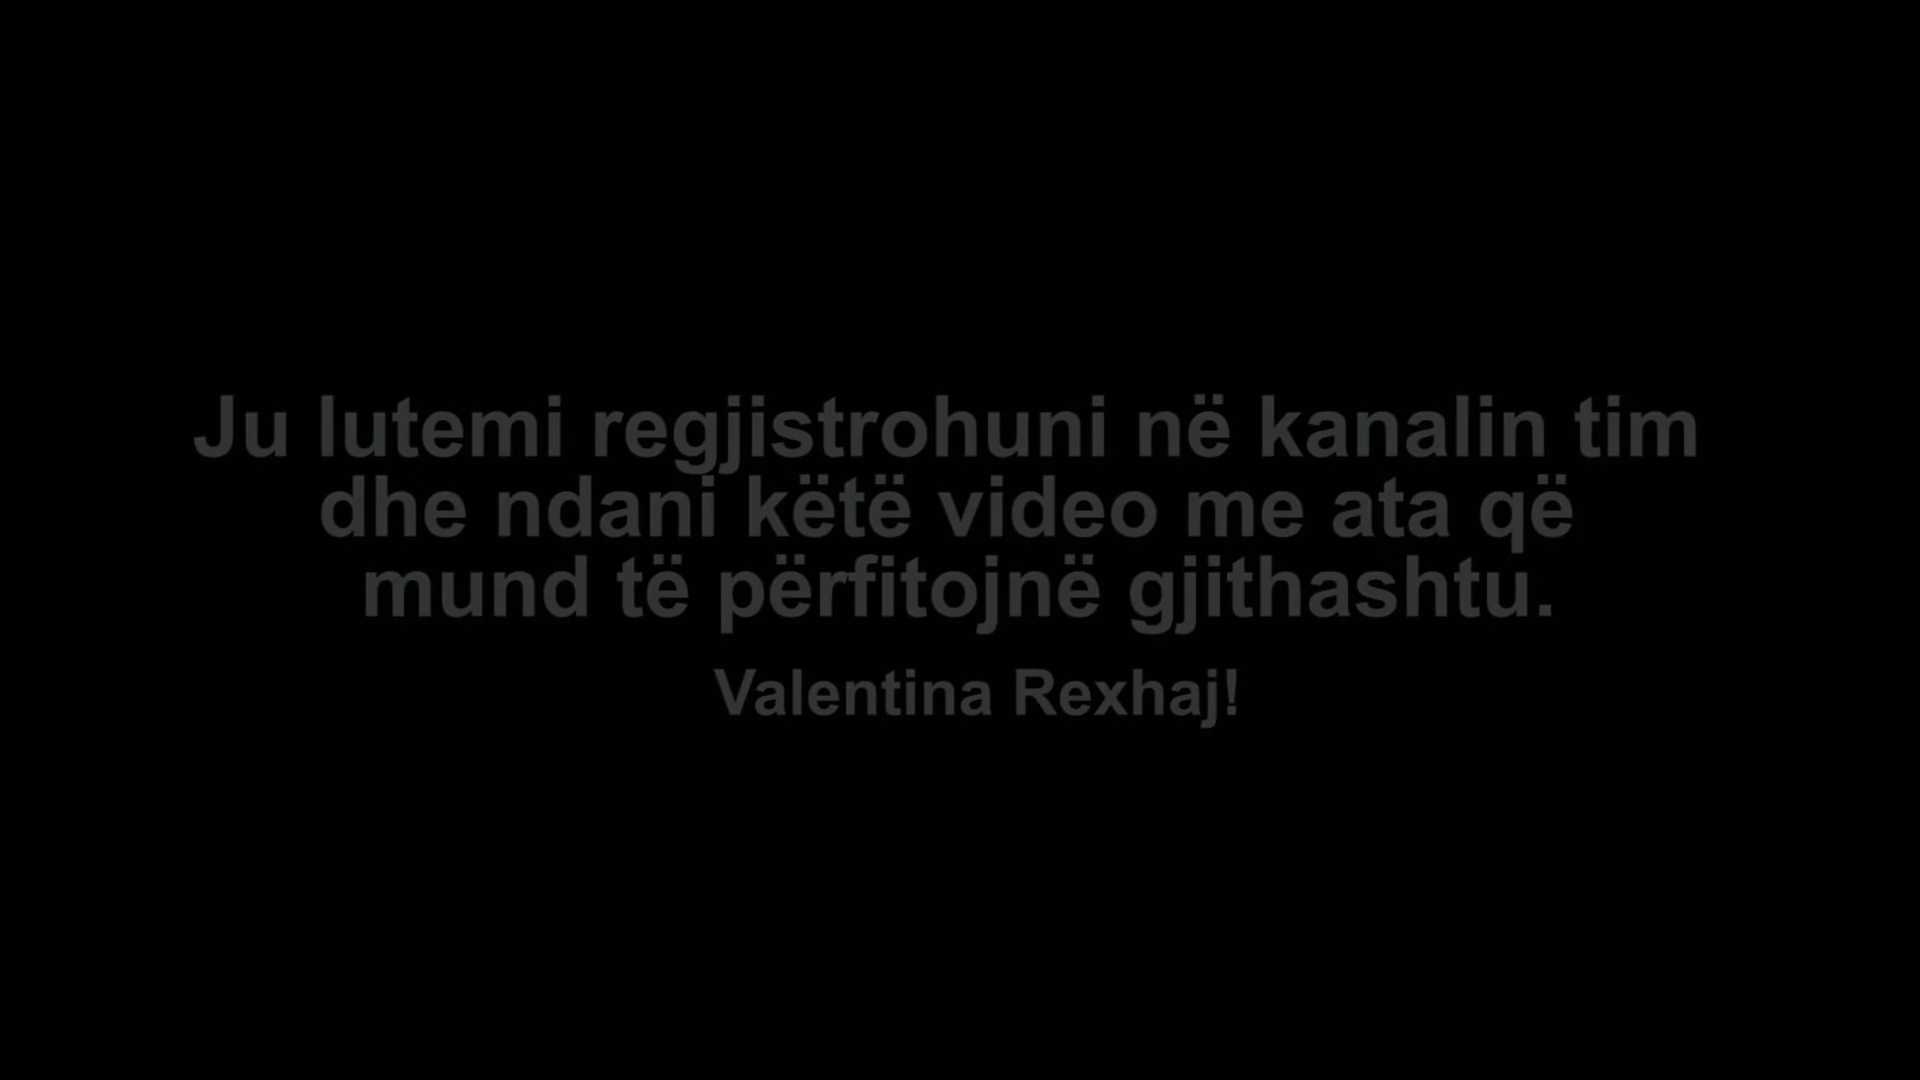 Ju lutemi regjistrohuni në kanalin tim
dhe ndani këtë video me ata që
mund të përfitojnë gjithashtu.
Valentina Rexhaj!